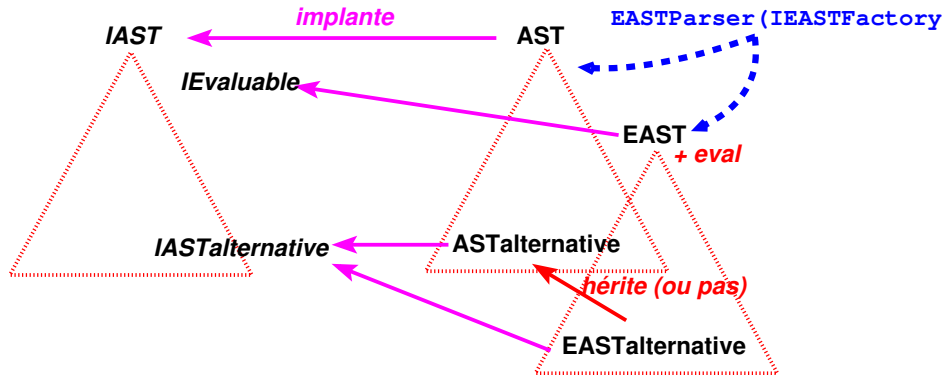 implante
EASTParser(IEASTFactory
IAST
AST
IEvaluable
EAST
+ eval
IASTalternative
ASTalternative
hérite (ou pas)
EASTalternative